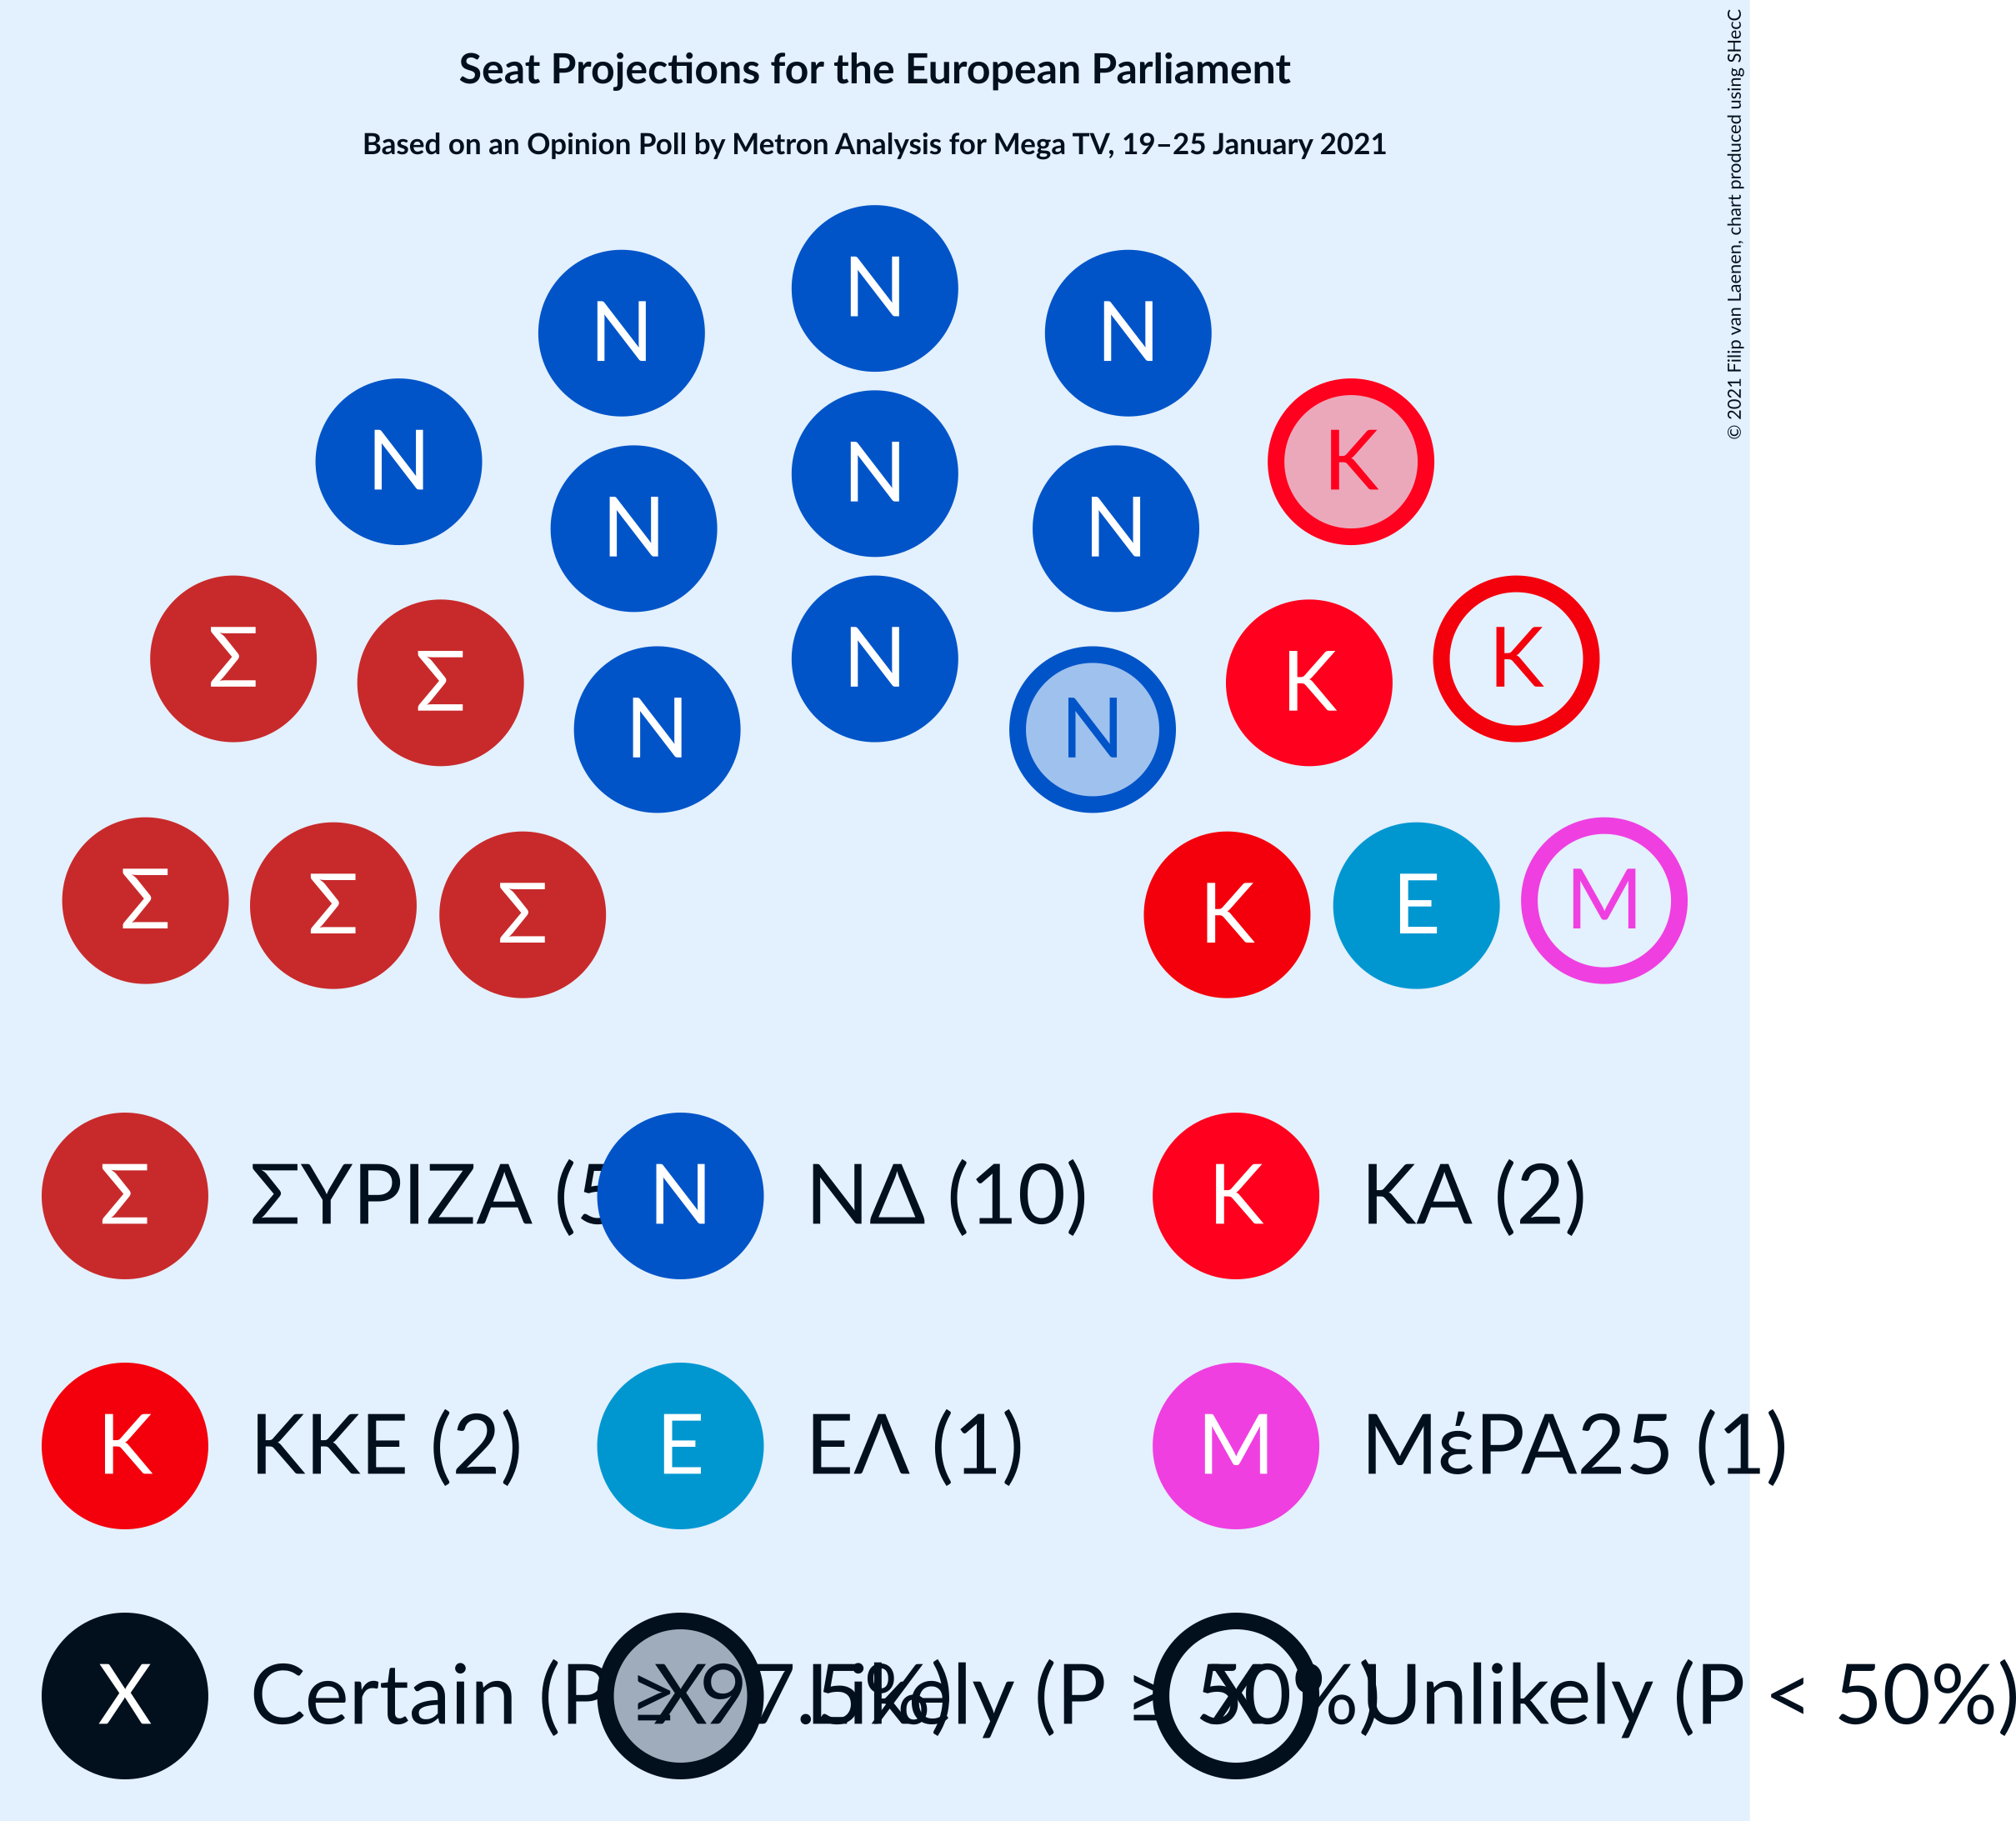 Seat Projections for the European Parliament
Based on an Opinion Poll by Metron Analysis for Mega TV, 19–25 January 2021
© 2021 Filip van Laenen, chart produced using SHecC
N
N N
N K
N
N N
Σ K
N
Σ K
N N
Σ M
Σ E
Σ K
Σ ΣΥΡΙΖΑ (5 N ΝΔ (10) K ΚΑ (2)
K ΚΚΕ (2) E ΕΛ (1) M ΜέΡΑ25 (1)
X Certain (P ≥ 97.5%) X Likely (P ≥ 50%) X Unlikely (P < 50%)